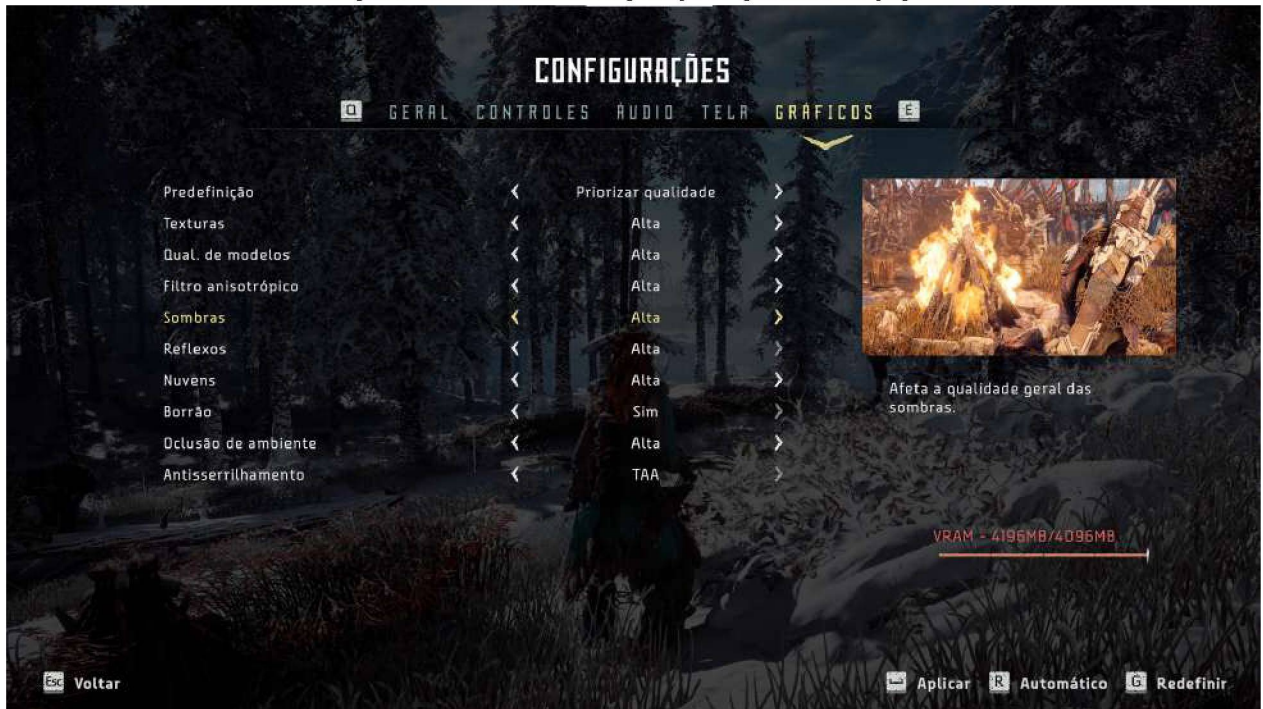 CONFIGURAÇÕES
Q GERAL CONTROLES ÁUDIO TELA GRÁFICOS E
Predefinição Priorizar qualidade
Texturas Alta
Qual. de modelos Alta
Filtro anisotrópico Alta
Sombras Alta
Reflexos Alta
Nuvens Alta
Borrão Sim
Oclusão de ambiente Alta
Antisserrilhamento TAA
Afeta a qualidade geral das
sombras.
VRAM - 4196MB/4096MB
Esc Voltar Aplicar R Automático G Redefinir